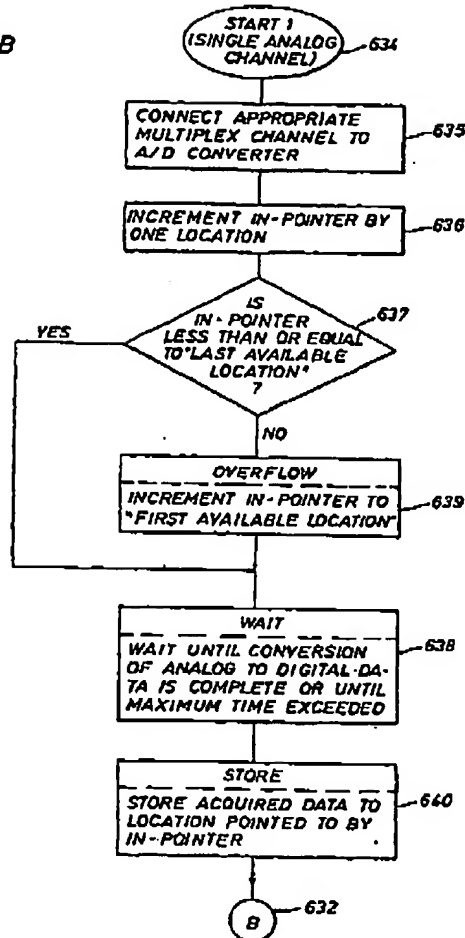 B
START 1
(SINGLE ANALOG
CHANNEL)
634
CONNECT APPROPRIATE
MULTIPLEX CHANNEL TO
A/D CONVERTER
635
INCREMENT IN-POINTER BY
ONE LOCATION
636
IS
IN-POINTER
LESS THAN OR EQUAL
TO "LAST AVAILABLE
LOCATION"
?
637
YES
NO
OVERFLOW
INCREMENT IN-POINTER TO
"FIRST AVAILABLE LOCATION"
639
WAIT
WAIT UNTIL CONVERSION
OF ANALOG TO DIGITAL-DA-
TA IS COMPLETE OR UNTIL
MAXIMUM TIME EXCEEDED
638
STORE
STORE ACQUIRED DATA TO
LOCATION POINTED TO BY
IN-POINTER
640
B
632